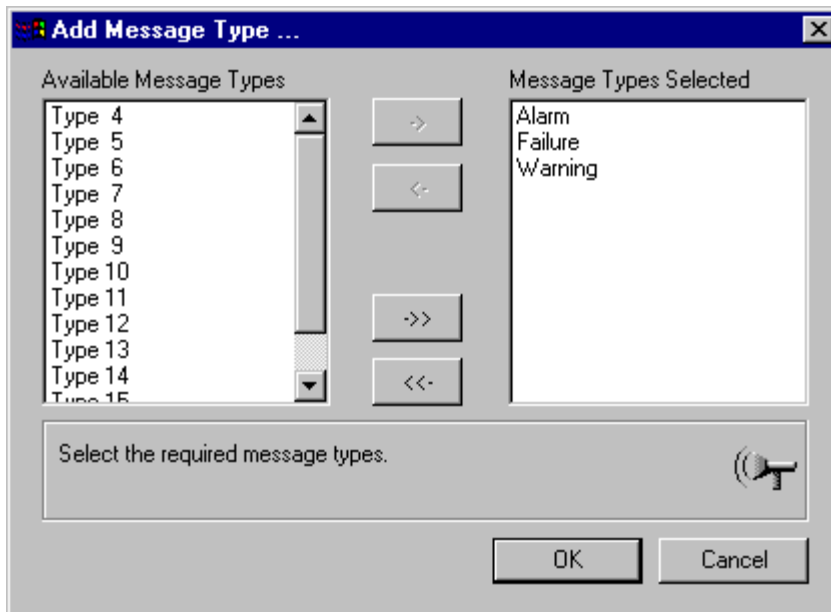 Add Message Type ...
Available Message Types
Type 4
Type 5
Type 6
Type 7
Type 8
Type 9
Type 10
Type 11
Type 12
Type 13
Type 14
Type 15
->
<-
->>
<<-
Message Types Selected
Alarm
Failure
Warning
Select the required message types.
OK
Cancel